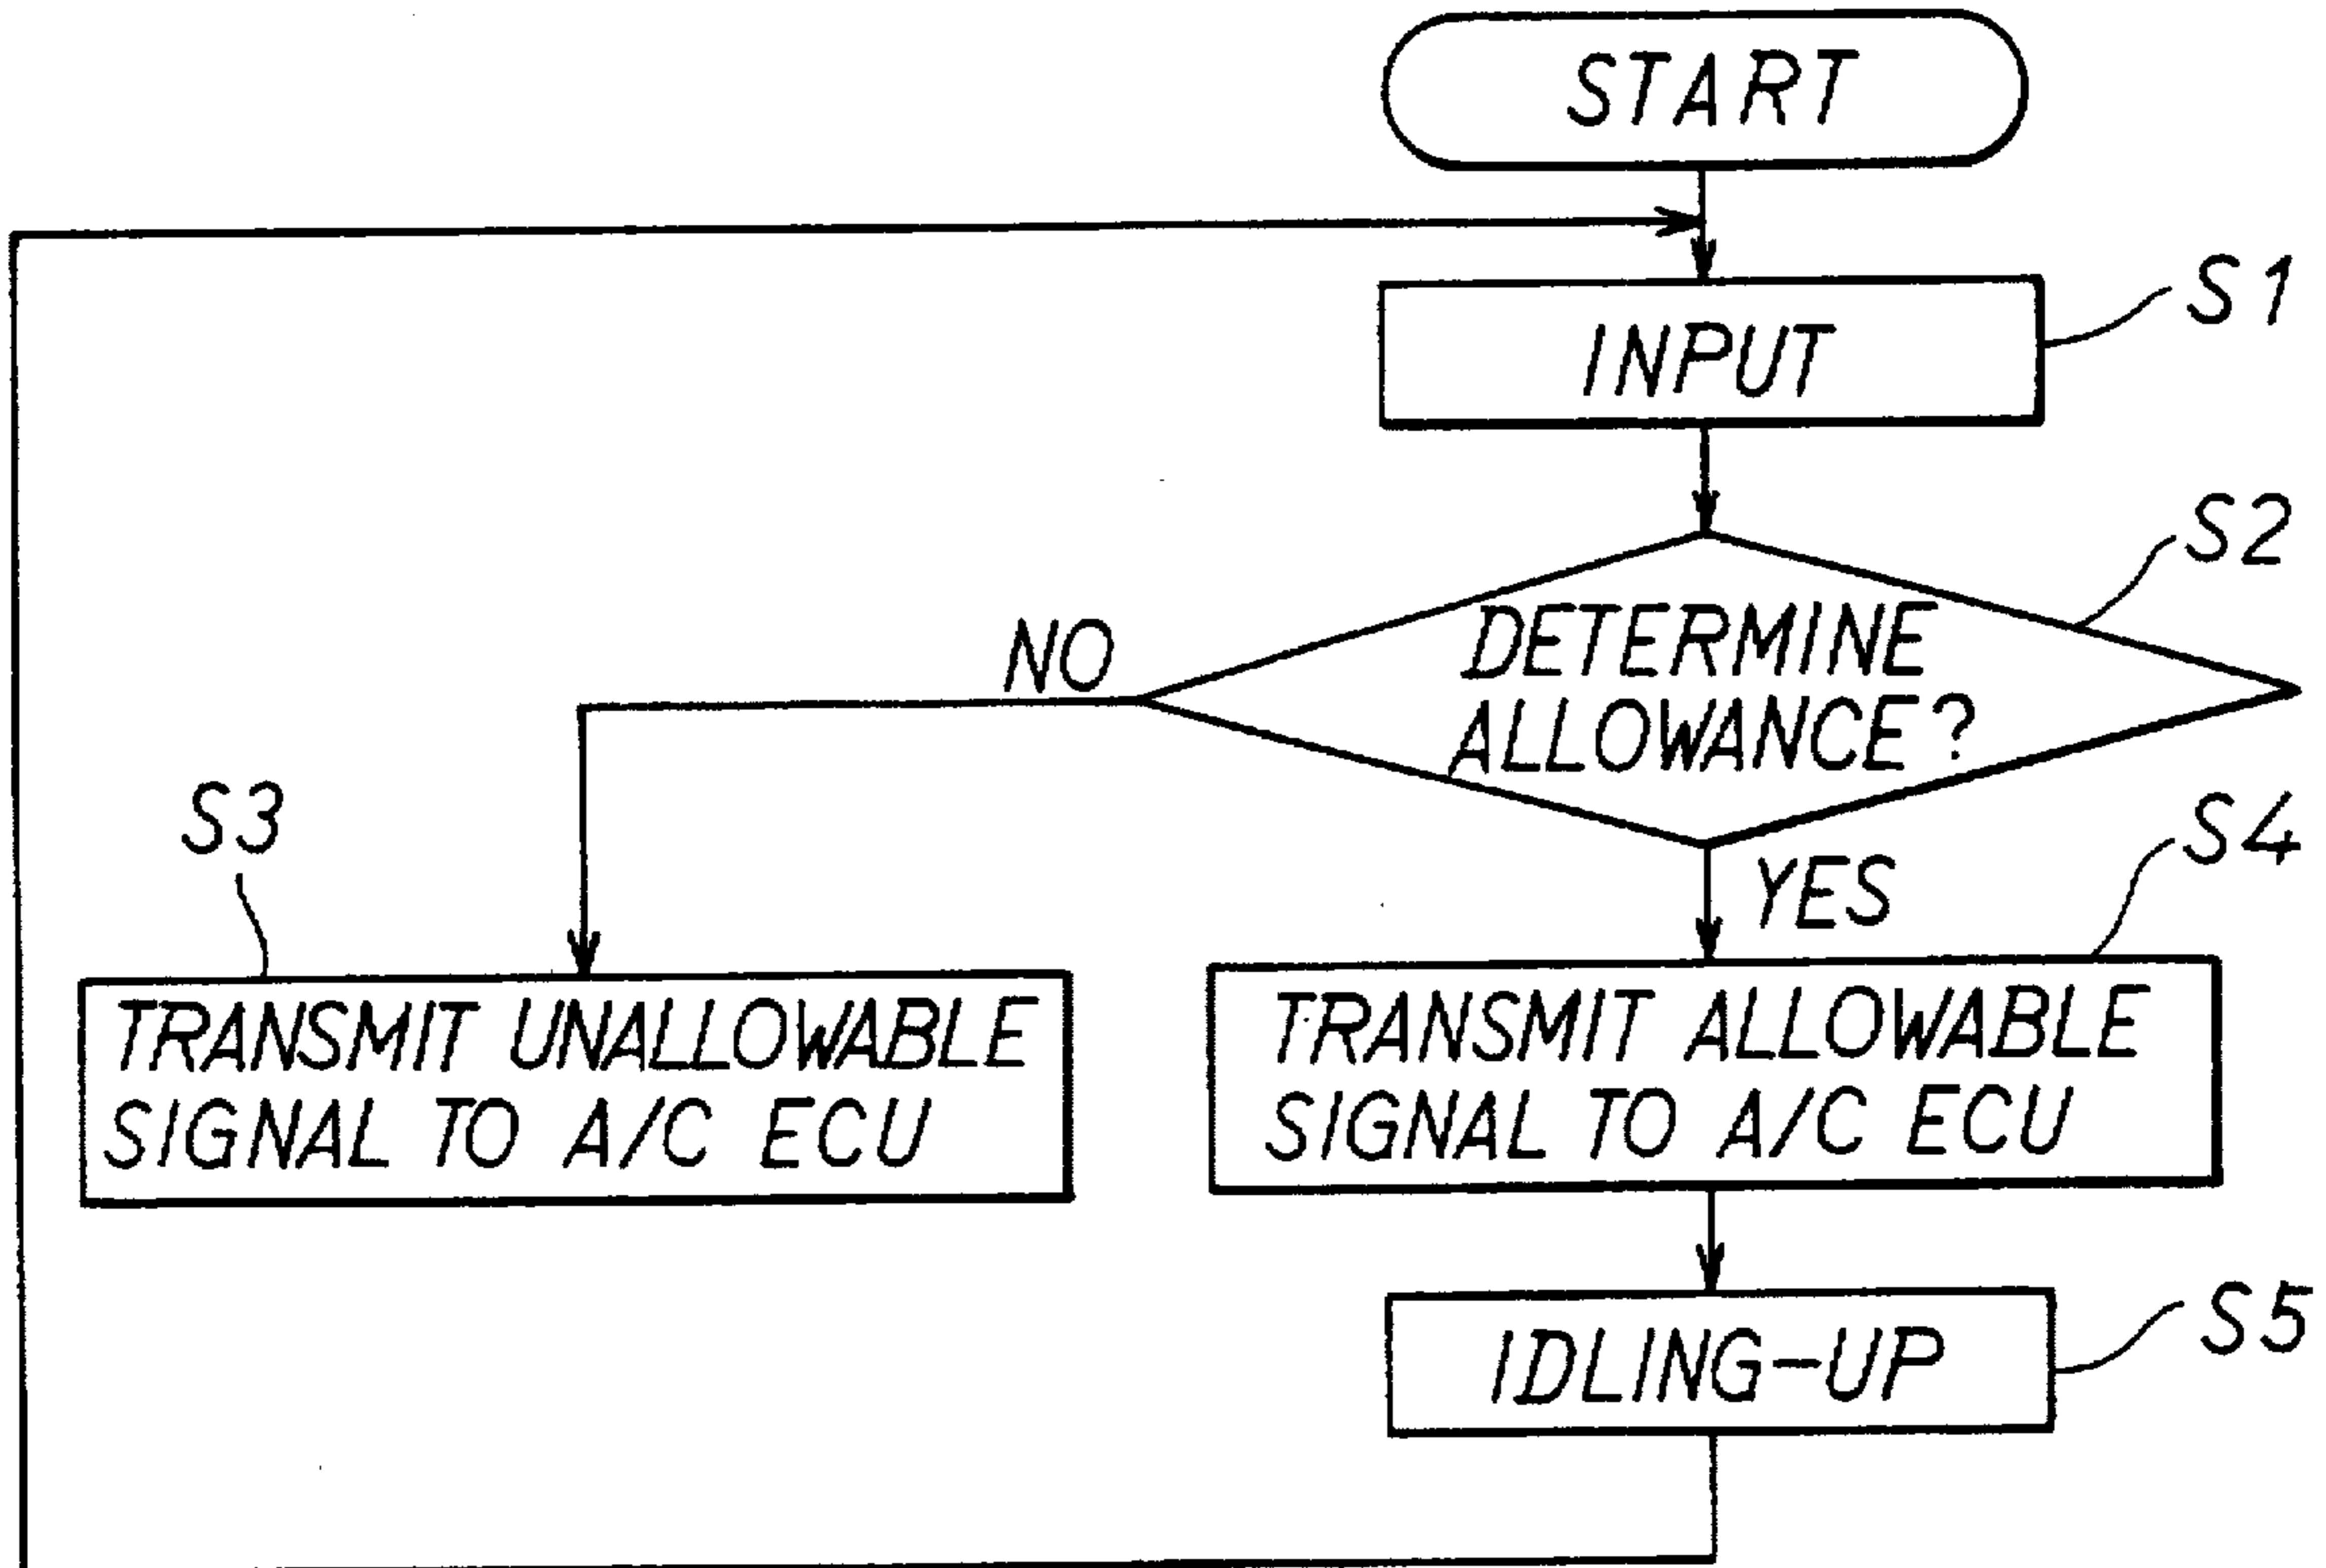 START
INPUT
S1
S2
DETERMINE
ALLOWANCE?
NO
YES
S3
S4
TRANSMIT UNALLOWABLE
SIGNAL TO A/C ECU
TRANSMIT ALLOWABLE
SIGNAL TO A/C ECU
IDLING-UP
S5